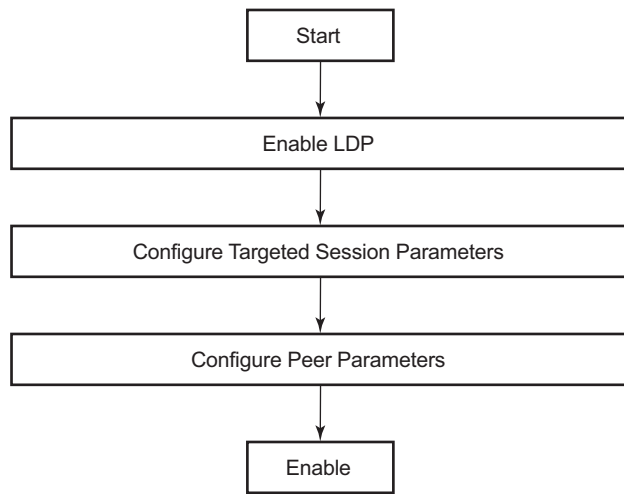 Start
Enable LDP
Configure Targeted Session Parameters
Configure Peer Parameters
Enable